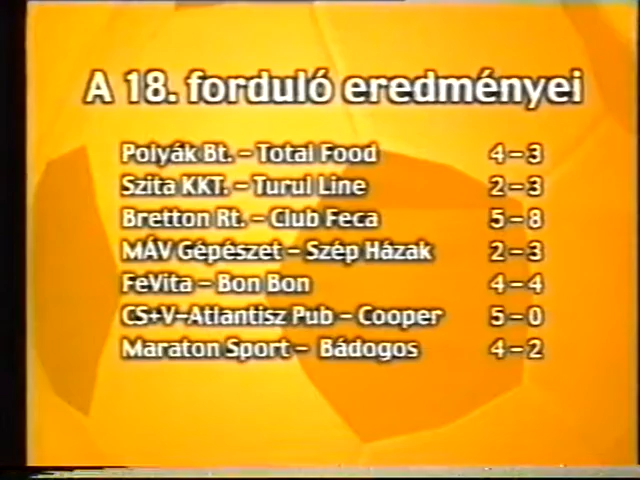 A 18. forduló eredményei
Polyák Bt. – Total Food 4 – 3
Szita KKT. – Turul Line 2 – 3
Bretton Rt. – Club Feca 5 – 8
MÁV Gépészet – Szép Házak 2 – 3
FeVita – Bon Bon 4 – 4
CS+V–Atlantisz Pub – Cooper 5 – 0
Maraton Sport – Bádogos 4 – 2